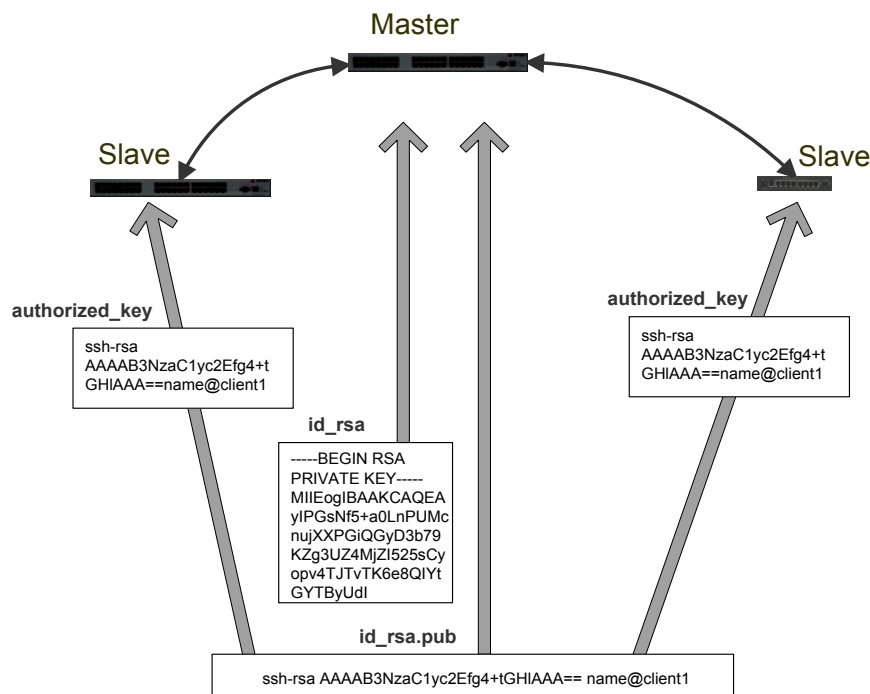 Master
Slave
Slave
authorized_key
ssh-rsa
AAAAB3NzaC1yc2Efg4+t
GHIAAA==name@client1
authorized_key
ssh-rsa
AAAAB3NzaC1yc2Efg4+t
GHIAAA==name@client1
id_rsa
-----BEGIN RSA
PRIVATE KEY-----
MIIEogIBAAKCAQEA
yIPGsNf5+a0LnPUMc
nujXXPGiQGyD3b79
KZg3UZ4MjZI525sCy
opv4TJTvTK6e8QIYt
GYTByUdI
id_rsa.pub
ssh-rsa AAAAB3NzaC1yc2Efg4+tGHIAAA== name@client1